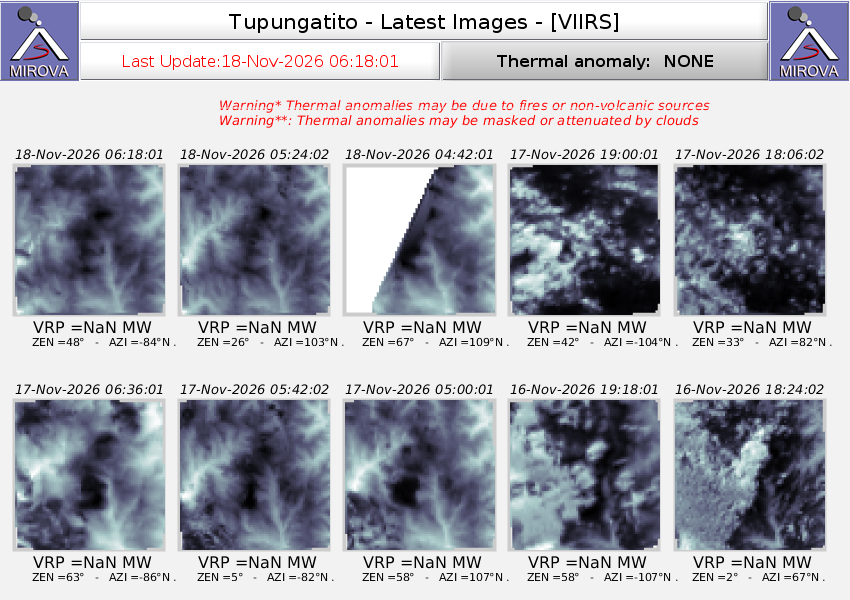 Tupungatito - Latest Images - [VIIRS]
MIROVA
Last Update:18-Nov-2026 06:18:01
Thermal anomaly: NONE
MIROVA
Warning* Thermal anomalies may be due to fires or non-volcanic sources
Warning**: Thermal anomalies may be masked or attenuated by clouds
18-Nov-2026 06:18:01 18-Nov-2026 05:24:02 18-Nov-2026 04:42:01 17-Nov-2026 19:00:01 17-Nov-2026 18:06:02
VRP =NaN MW VRP =NaN MW VRP =NaN MW VRP =NaN MW VRP =NaN MW
ZEN =48° - AZI =-84°N . ZEN =26° - AZI =103°N . ZEN =67° - AZI =109°N . ZEN =42° - AZI =-104°N . ZEN =33° - AZI =82°N .
17-Nov-2026 06:36:01 17-Nov-2026 05:42:02 17-Nov-2026 05:00:01 16-Nov-2026 19:18:01 16-Nov-2026 18:24:02
VRP =NaN MW VRP =NaN MW VRP =NaN MW VRP =NaN MW VRP =NaN MW
ZEN =63° - AZI =-86°N . ZEN =5° - AZI =-82°N . ZEN =58° - AZI =107°N . ZEN =58° - AZI =-107°N . ZEN =2° - AZI =67°N .